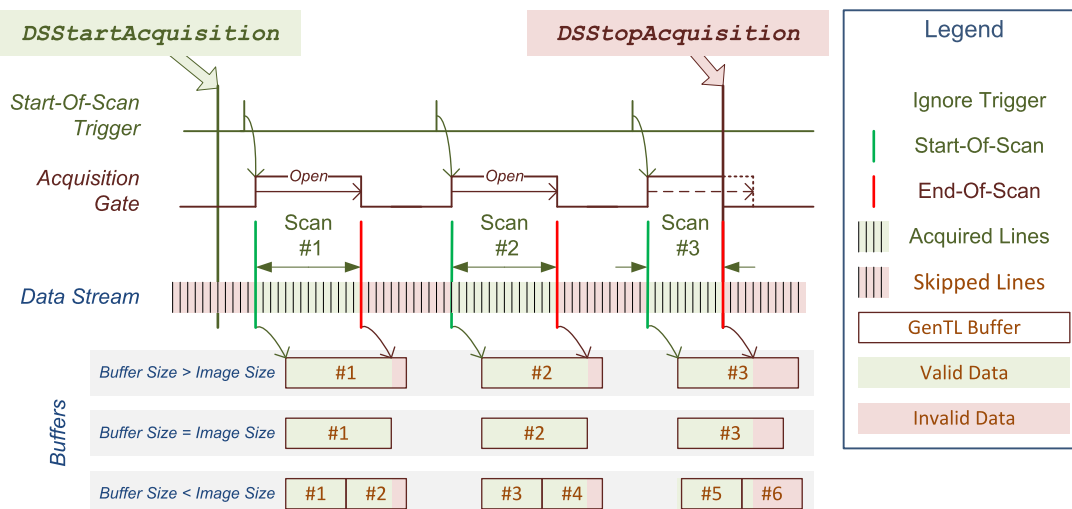 DSStartAcquisition
DSStopAcquisition
Start-Of-Scan
Trigger
Acquisition
Gate
Open
Open
Scan
#1
Scan
#2
Scan
#3
Data Stream
Buffers
Buffer Size > Image Size
#1
#2
#3
Buffer Size = Image Size
#1
#2
#3
Buffer Size < Image Size
#1
#2
#3
#4
#5
#6
Legend
Ignore Trigger
Start-Of-Scan
End-Of-Scan
Acquired Lines
Skipped Lines
GenTL Buffer
Valid Data
Invalid Data